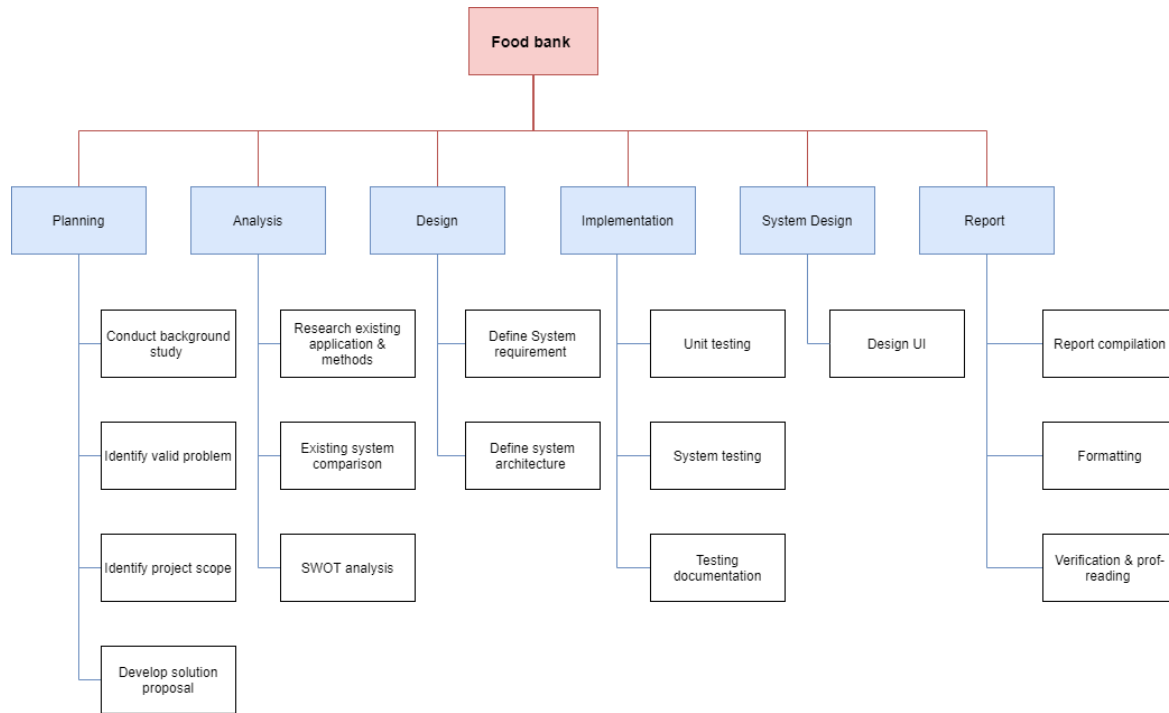 Food bank
Planning
Analysis
Design
Implementation
System Design
Report
Conduct background
study
Research existing
application &
methods
Define System
requirement
Unit testing
Design UI
Report compilation
Identify valid problem
Existing system
comparison
Define system
architecture
System testing
Formatting
Identify project scope
SWOT analysis
Testing
documentation
Verification & prof-
reading
Develop solution
proposal